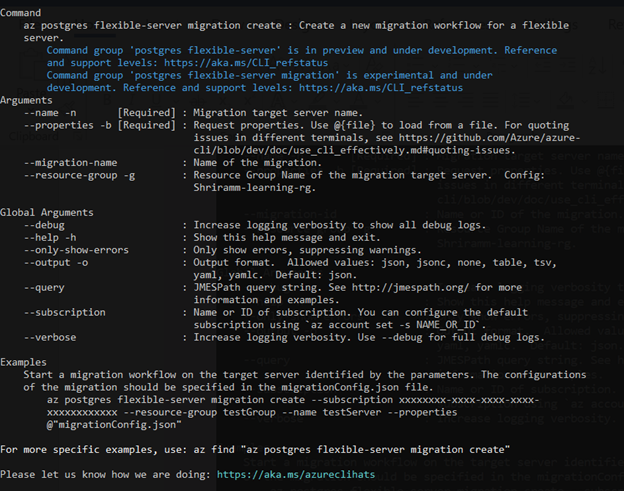 Command
az postgres flexible-server migration create : Create a new migration workflow for a flexible
server.
Command group 'postgres flexible-server' is in preview and under development. Reference
and support levels: https://aka.ms/CLI_refstatus
Command group 'postgres flexible-server migration' is experimental and under
development. Reference and support levels: https://aka.ms/CLI_refstatus
Arguments
--name -n [Required] : Migration target server name.
--properties -b [Required] : Request properties. Use @{file} to load from a file. For quoting
issues in different terminals, see https://github.com/Azure/azure-
cli/blob/dev/doc/use_cli_effectively.md#quoting-issues.
--migration-name : Name of the migration.
--resource-group -g : Resource Group Name of the migration target server. Config:
Shriramm-learning-rg.
Global Arguments
--debug : Increase logging verbosity to show all debug logs.
--help -h : Show this help message and exit.
--only-show-errors : Only show errors, suppressing warnings.
--output -o : Output format. Allowed values: json, jsonc, none, table, tsv,
yaml, yamlc. Default: json.
--query : JMESPath query string. See http://jmespath.org/ for more
information and examples.
--subscription : Name or ID of subscription. You can configure the default
subscription using `az account set -s NAME_OR_ID`.
--verbose : Increase logging verbosity. Use --debug for full debug logs.
Examples
Start a migration workflow on the target server identified by the parameters. The configurations
of the migration should be specified in the migrationConfig.json file.
az postgres flexible-server migration create --subscription xxxxxxxx-xxxx-xxxx-xxxx-
xxxxxxxxxxxx --resource-group testGroup --name testServer --properties
@"migrationConfig.json"
For more specific examples, use: az find "az postgres flexible-server migration create"
Please let us know how we are doing: https://aka.ms/azureclihats